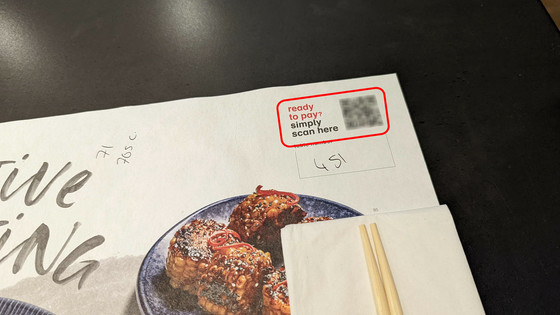 ready
to pay?
simply
scan here
451
71
765 c
TIVE
ING